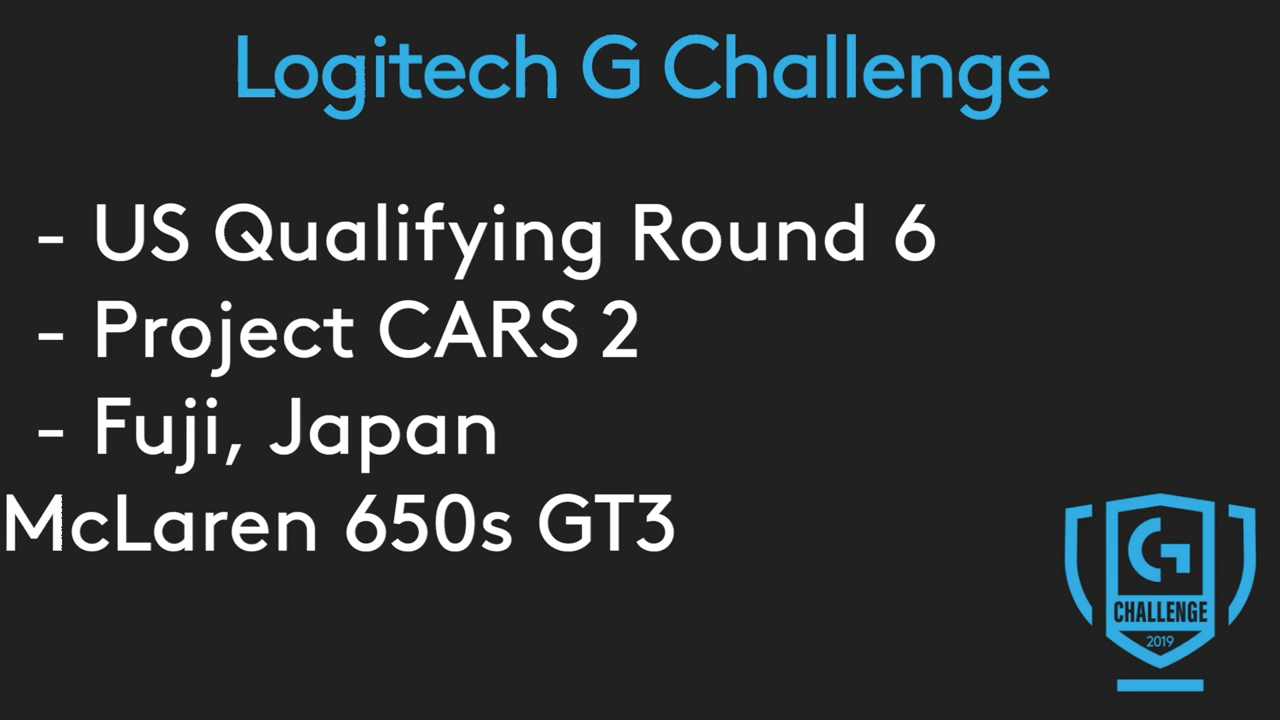 Logitech G Challenge
- US Qualifying Round 6
- Project CARS 2
- Fuji, Japan
McLaren 650s GT3
G
CHALLENGE
2019